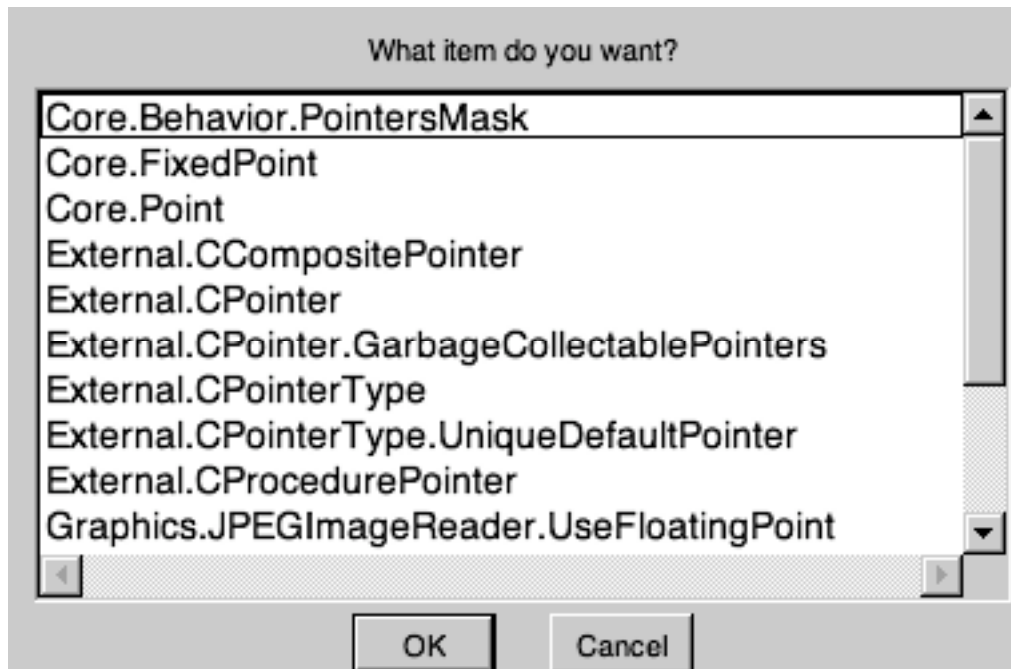 What item do you want?
Core.Behavior.PointersMask
Core.FixedPoint
Core.Point
External.CCompositePointer
External.CPointer
External.CPointer.GarbageCollectablePointers
External.CPointerType
External.CPointerType.UniqueDefaultPointer
External.CProcedurePointer
Graphics.JPEGImageReader.UseFloatingPoint
OK Cancel